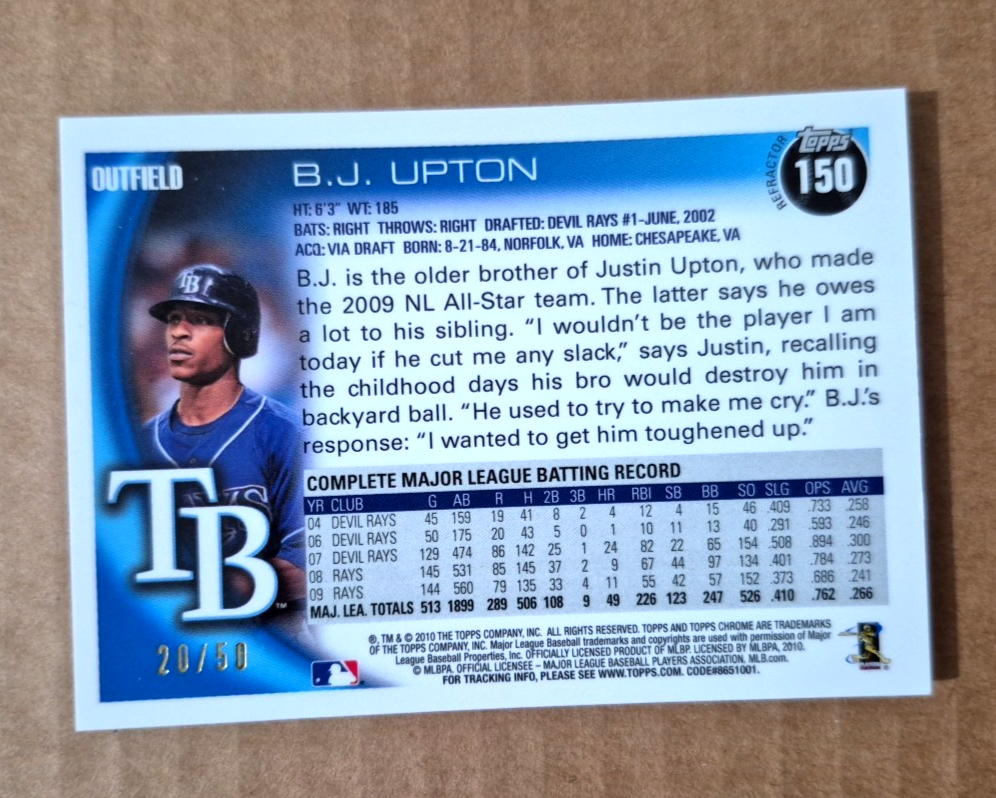 OUTFIELD
B.J. UPTON
Topps
150
REFRACTOR
HT: 6'3" WT: 185
BATS: RIGHT THROWS: RIGHT DRAFTED: DEVIL RAYS #1-JUNE, 2002
ACQ: VIA DRAFT BORN: 8-21-84, NORFOLK, VA HOME: CHESAPEAKE, VA
B.J. is the older brother of Justin Upton, who made
the 2009 NL All-Star team. The latter says he owes
a lot to his sibling. “I wouldn’t be the player I am
today if he cut me any slack,” says Justin, recalling
the childhood days his bro would destroy him in
backyard ball. “He used to try to make me cry.” B.J.’s
response: “I wanted to get him toughened up.”
TB
TB
™
COMPLETE MAJOR LEAGUE BATTING RECORD
YR CLUB G AB R H 2B 3B HR RBI SB BB SO SLG OPS AVG
04 DEVIL RAYS 45 159 19 41 8 2 4 12 4 15 46 .409 .733 .258
06 DEVIL RAYS 50 175 20 43 5 0 1 10 11 13 40 .291 .593 .246
07 DEVIL RAYS 129 474 86 142 25 1 24 82 22 65 154 .508 .894 .300
08 RAYS 145 531 85 145 37 2 9 67 44 97 134 .401 .784 .273
09 RAYS 144 560 79 135 33 4 11 55 42 57 152 .373 .686 .241
MAJ. LEA. TOTALS 513 1899 289 506 108 9 49 226 123 247 526 .410 .762 .266
20/50
®, TM & © 2010 THE TOPPS COMPANY, INC. ALL RIGHTS RESERVED. TOPPS AND TOPPS CHROME ARE TRADEMARKS
OF THE TOPPS COMPANY, INC. Major League Baseball trademarks and copyrights are used with permission of Major
League Baseball Properties, Inc. OFFICIALLY LICENSED PRODUCT OF MLBP. LICENSED BY MLBPA, 2010.
© MLBPA, OFFICIAL LICENSEE – MAJOR LEAGUE BASEBALL PLAYERS ASSOCIATION. MLB.com.
FOR TRACKING INFO, PLEASE SEE WWW.TOPPS.COM. CODE#8651001.